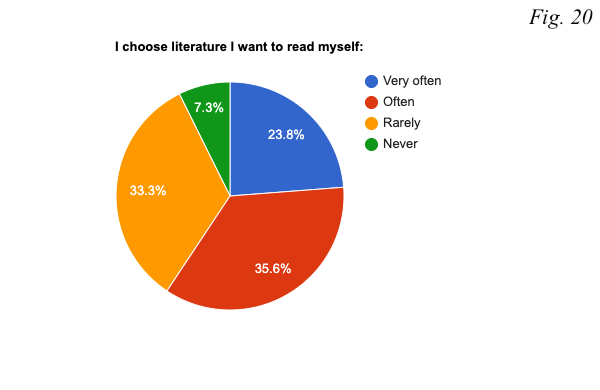 Fig. 20
I choose literature I want to read myself:
Very often
Often
Rarely
Never
7.3%
23.8%
33.3%
35.6%